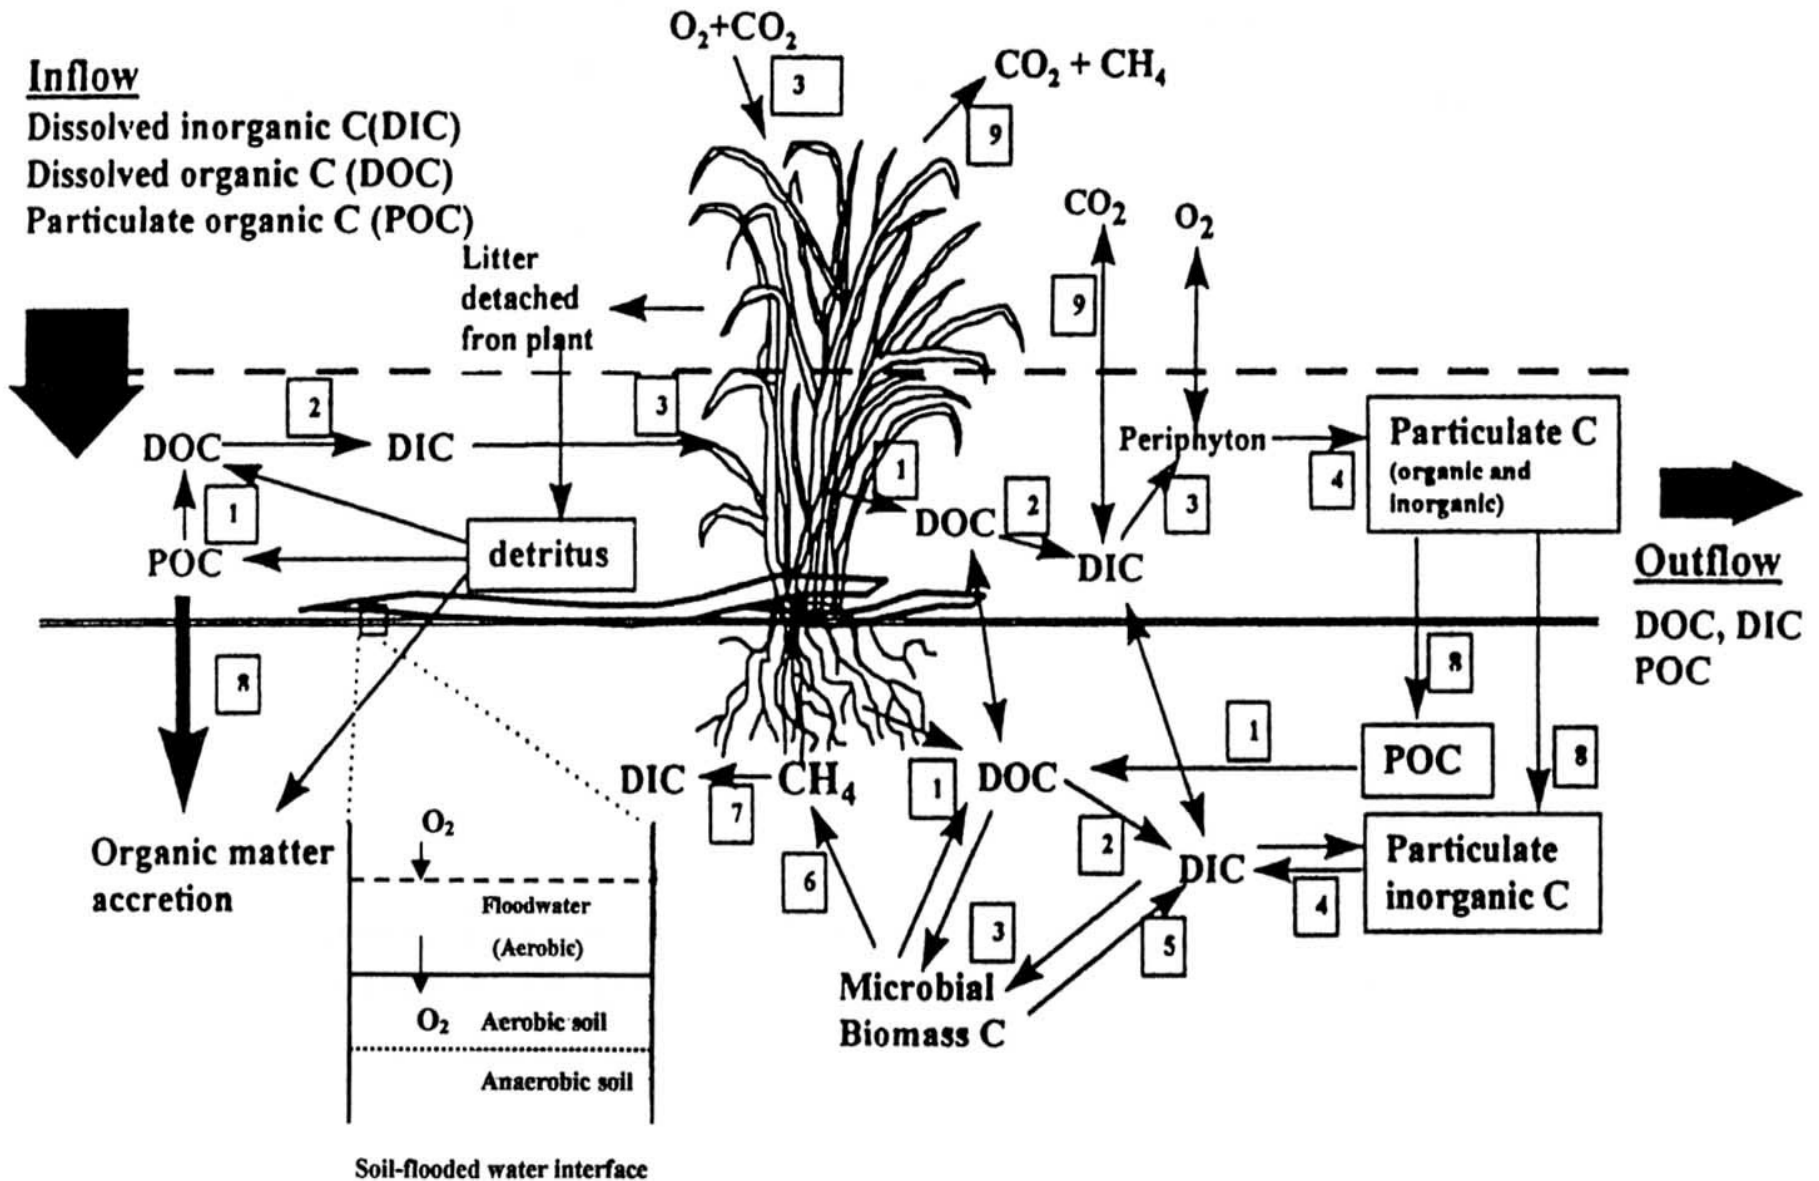 O₂+CO₂
3
CO₂ + CH₄
9
Inflow
Dissolved inorganic C(DIC)
Dissolved organic C (DOC)
Particulate organic C (POC)
Litter
detached
fron plant
CO₂
O₂
9
2
3
DOC
DIC
1
POC
detritus
1
DOC
2
DIC
Periphyton
3
4
Particulate C
(organic and
inorganic)
Outflow
DOC, DIC
POC
8
8
8
1
POC
DIC
7
CH₄
1
DOC
2
DIC
4
Particulate
inorganic C
6
3
5
Microbial
Biomass C
Organic matter
accretion
O₂
Floodwater
(Aerobic)
O₂ Aerobic soil
Anaerobic soil
Soil-flooded water interface